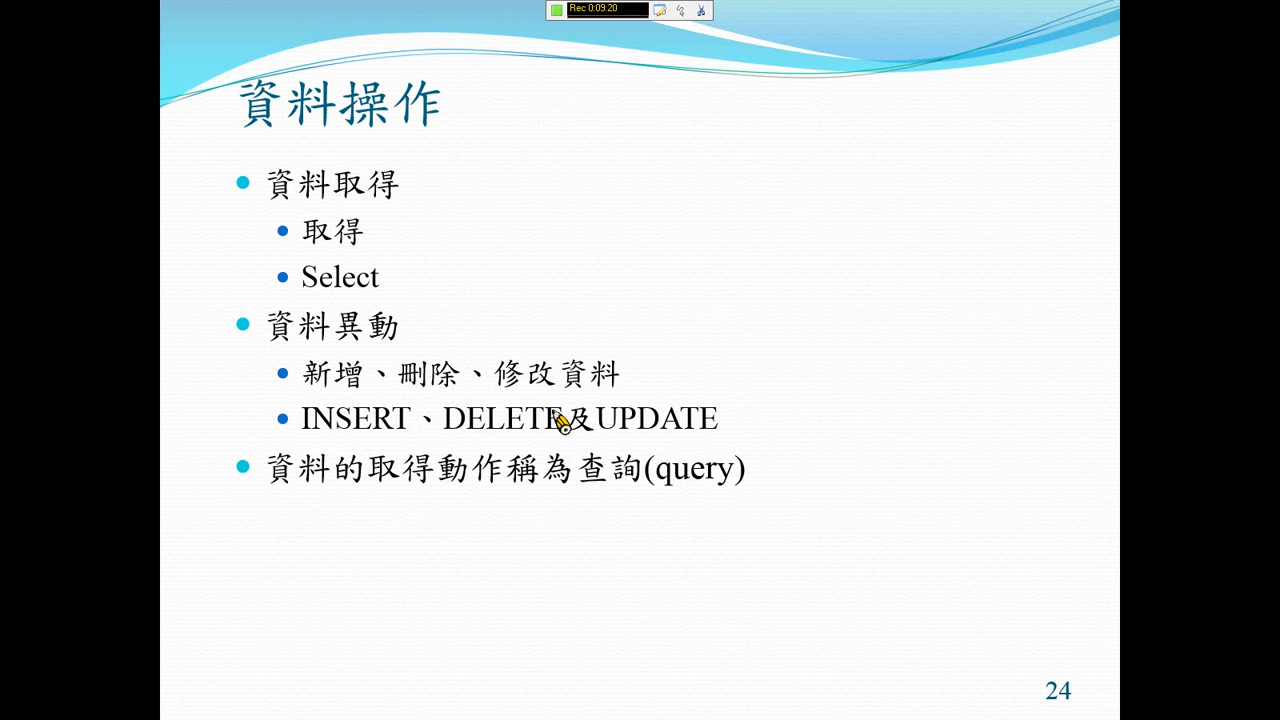 Rec 0:09:20
資料操作
資料取得
取得
Select
資料異動
新增、刪除、修改資料
INSERT、DELETE及UPDATE
資料的取得動作稱為查詢(query)
24